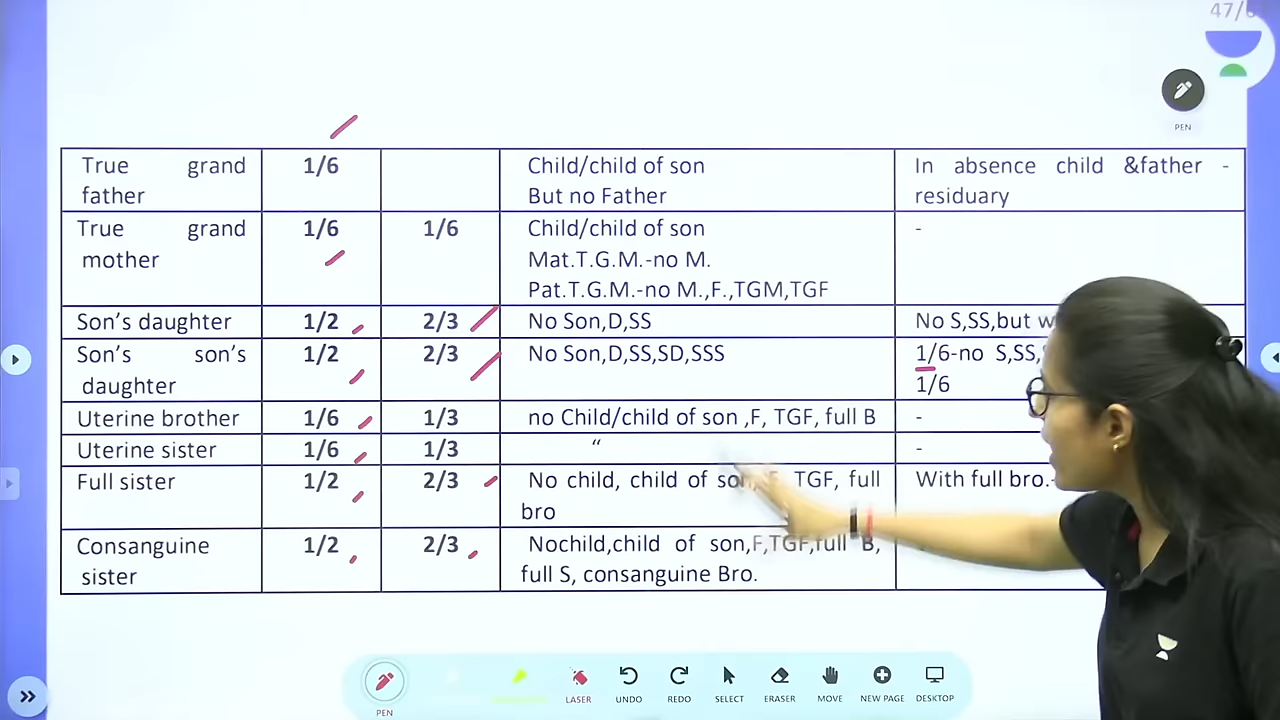 47/6
PEN
True grand father 1/6 Child/child of son But no Father In absence child &father - residuary
True grand mother 1/6 1/6 Child/child of son Mat.T.G.M.-no M. Pat.T.G.M.-no M.,F.,TGM,TGF -
Son's daughter 1/2 2/3 No Son,D,SS No S,SS,but
Son's son's daughter 1/2 2/3 No Son,D,SS,SD,SSS 1/6-no S,SS, 1/6
Uterine brother 1/6 1/3 no Child/child of son ,F, TGF, full B -
Uterine sister 1/6 1/3 “ -
Full sister 1/2 2/3 No child, child of son, F, TGF, full bro With full bro.-
Consanguine sister 1/2 2/3 Nochild,child of son,F,TGF,full B, full S, consanguine Bro.
PEN LASER UNDO REDO SELECT ERASER MOVE NEW PAGE DESKTOP